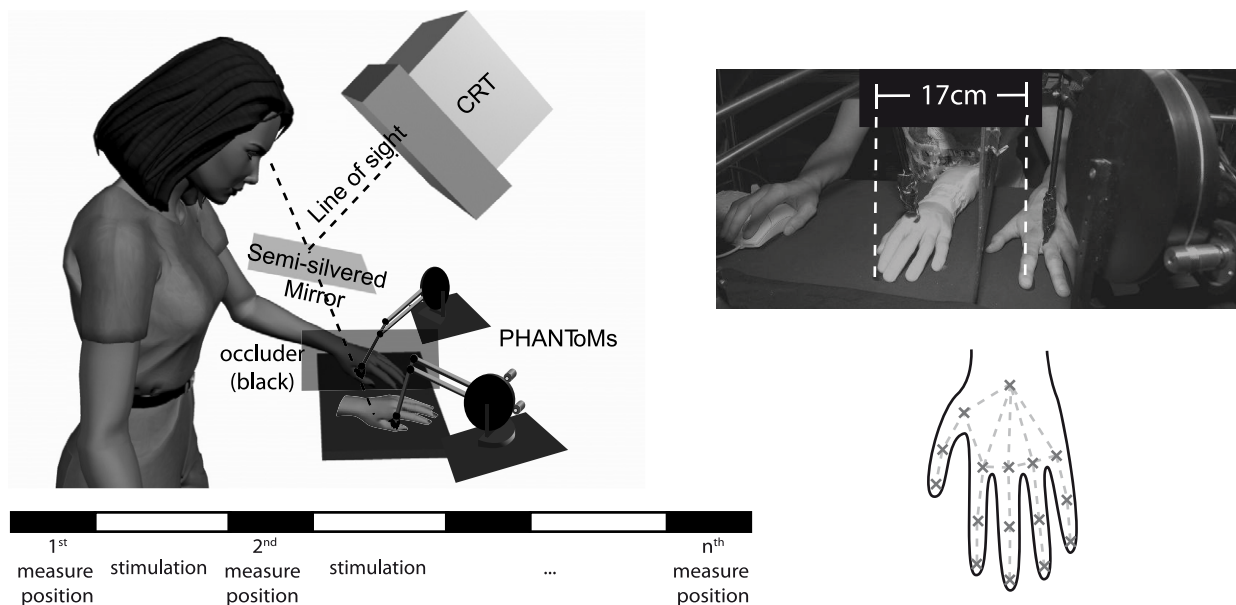 CRT
Line of sight
Semi-silvered
Mirror
PHANToMs
occluder
(black)
17cm
1st
measure
position
stimulation
2nd
measure
position
stimulation
...
nth
measure
position